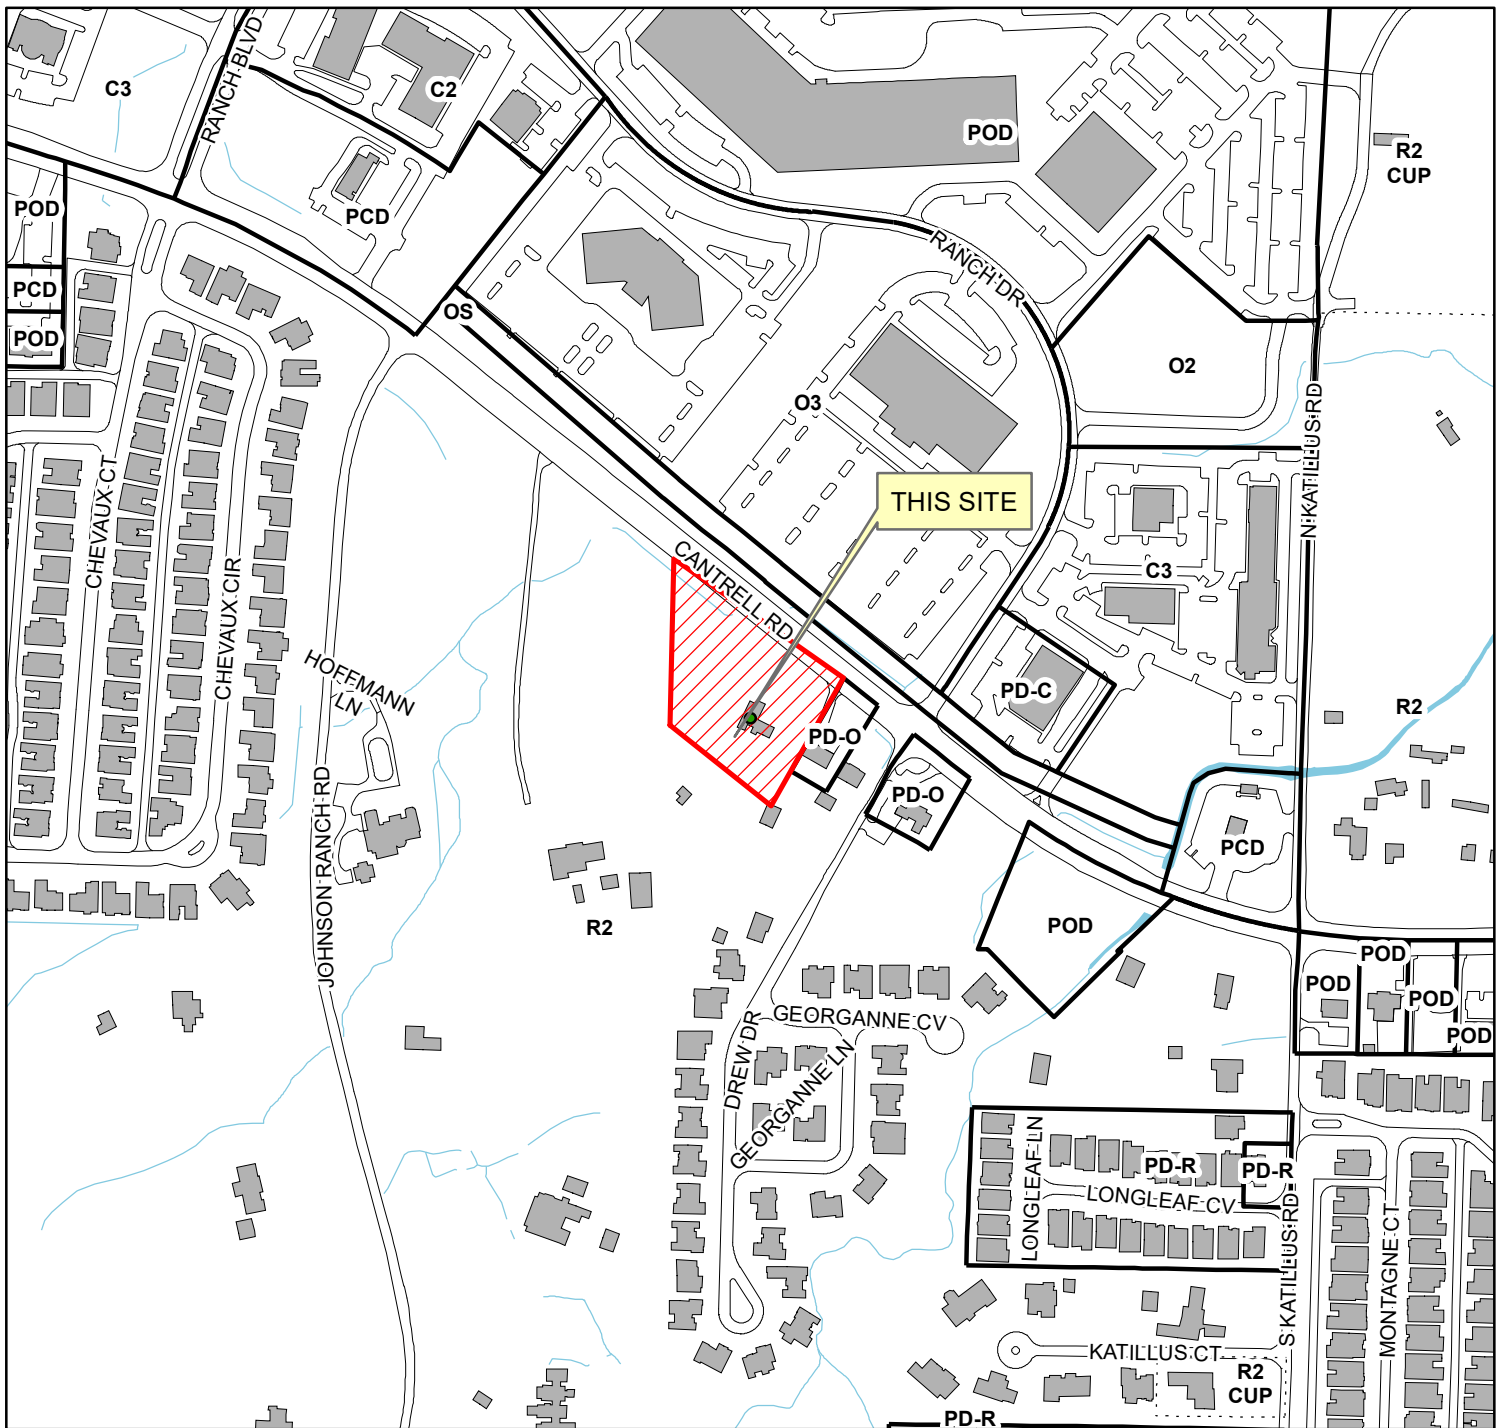 RANCH BLVD
C3
C2
POD
R2
CUP
POD
PCD
RANCH DR
PCD
OS
POD
O2
O3
N KATILLUS RD
CHEVAUX CT
THIS SITE
CANTRELL RD
C3
CHEVAUX CIR
HOFFMANN
LN
PD-C
R2
PD-O
PD-O
PCD
JOHNSON RANCH RD
R2
POD
POD
POD
POD
POD
GEORGANNE CV
DREW DR
GEORGANNE LN
LONGLEAF LN
PD-R
PD-R
LONGLEAF CV
S KATILLUS RD
MONTAGNE CT
KATILLUS CT
R2
CUP
PD-R